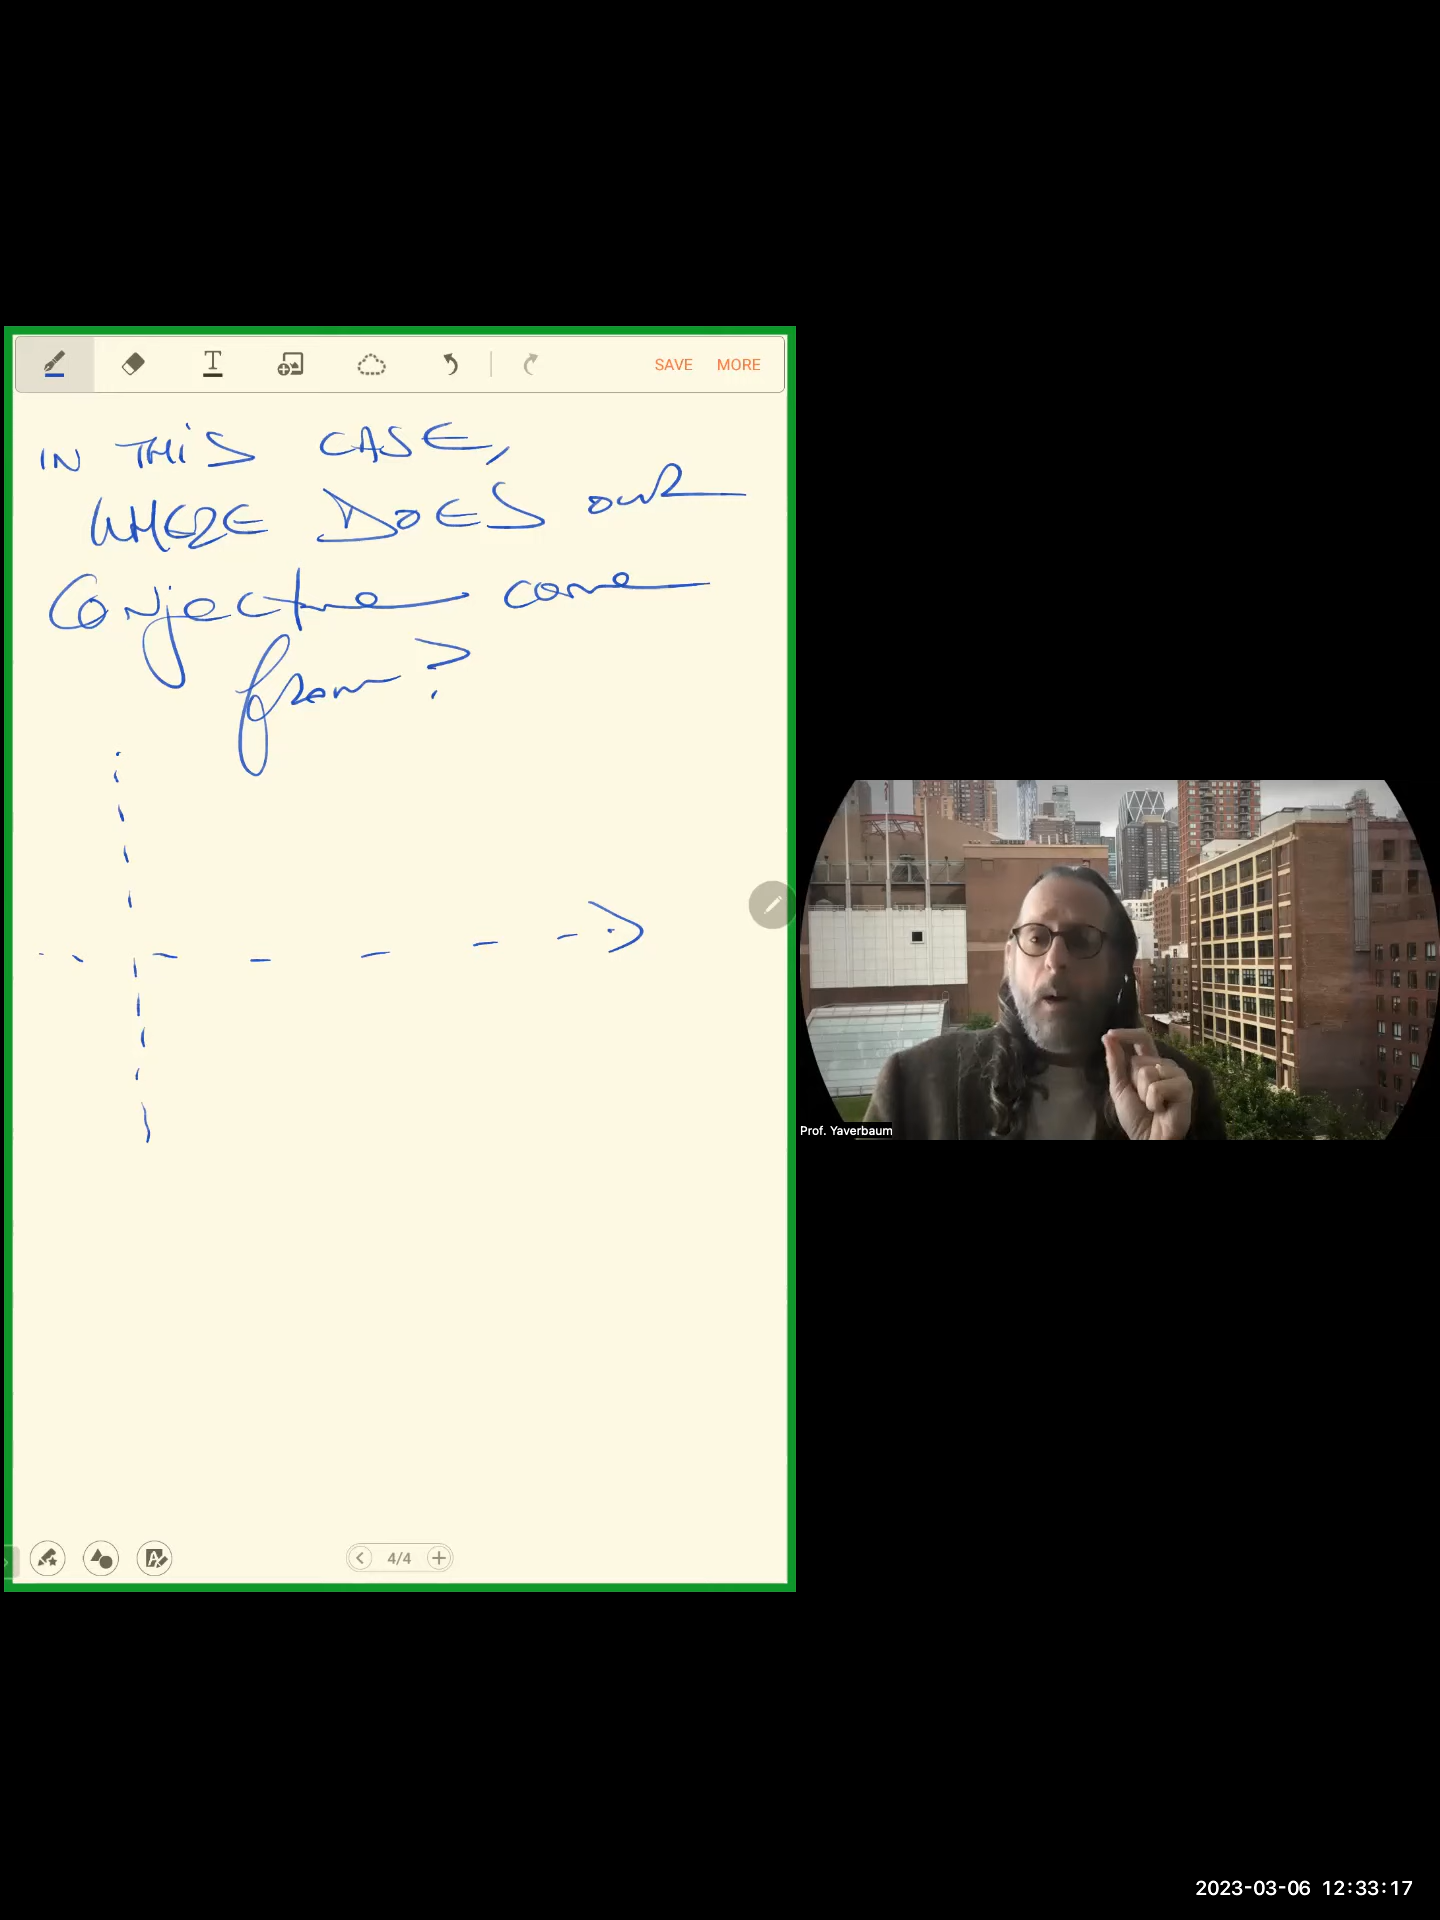 T
SAVE MORE
IN THIS CASE,
WHERE DOES OUR
Conjecture come
from?
Prof. Yaverbaum
A
4/4
2023-03-06 12:33:17